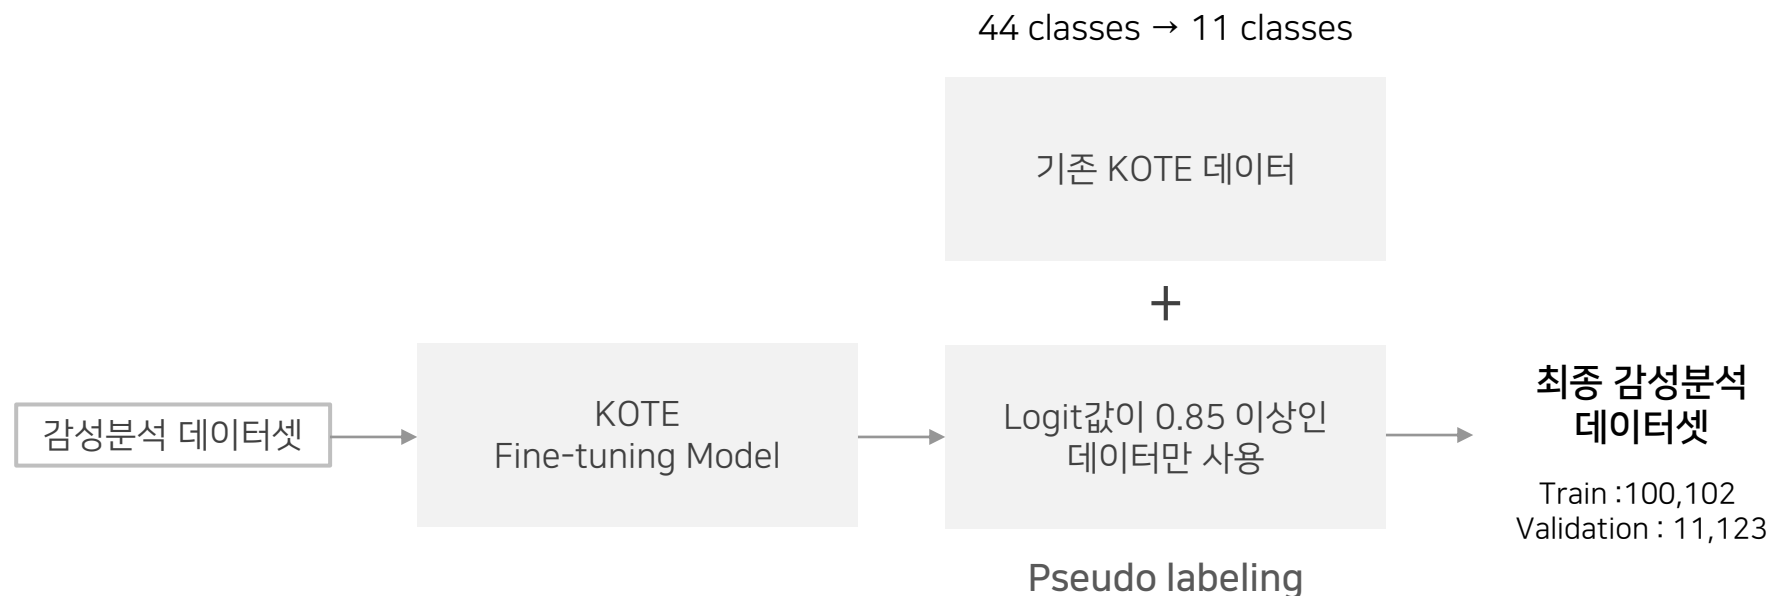 44 classes → 11 classes
기존 KOTE 데이터
+
감성분석 데이터셋
KOTE
Fine-tuning Model
Logit값이 0.85 이상인
데이터만 사용
Pseudo labeling
최종 감성분석
데이터셋
Train :100,102
Validation : 11,123